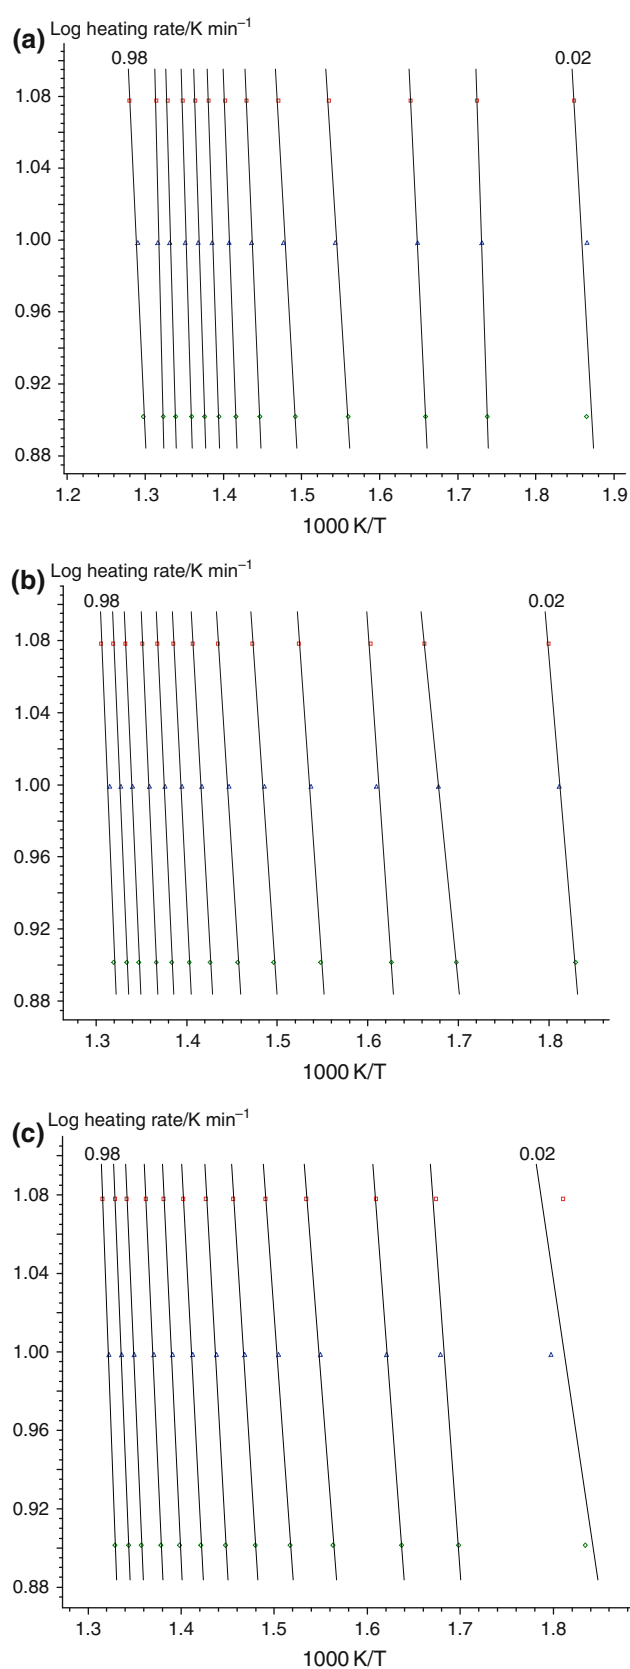 (a) Log heating rate/K min⁻¹
0.98 0.02
1.08
1.04
1.00
0.96
0.92
0.88
1.2 1.3 1.4 1.5 1.6 1.7 1.8 1.9
1000 K/T
(b) Log heating rate/K min⁻¹
0.98 0.02
1.08
1.04
1.00
0.96
0.92
0.88
1.3 1.4 1.5 1.6 1.7 1.8
1000 K/T
(c) Log heating rate/K min⁻¹
0.98 0.02
1.08
1.04
1.00
0.96
0.92
0.88
1.3 1.4 1.5 1.6 1.7 1.8
1000 K/T